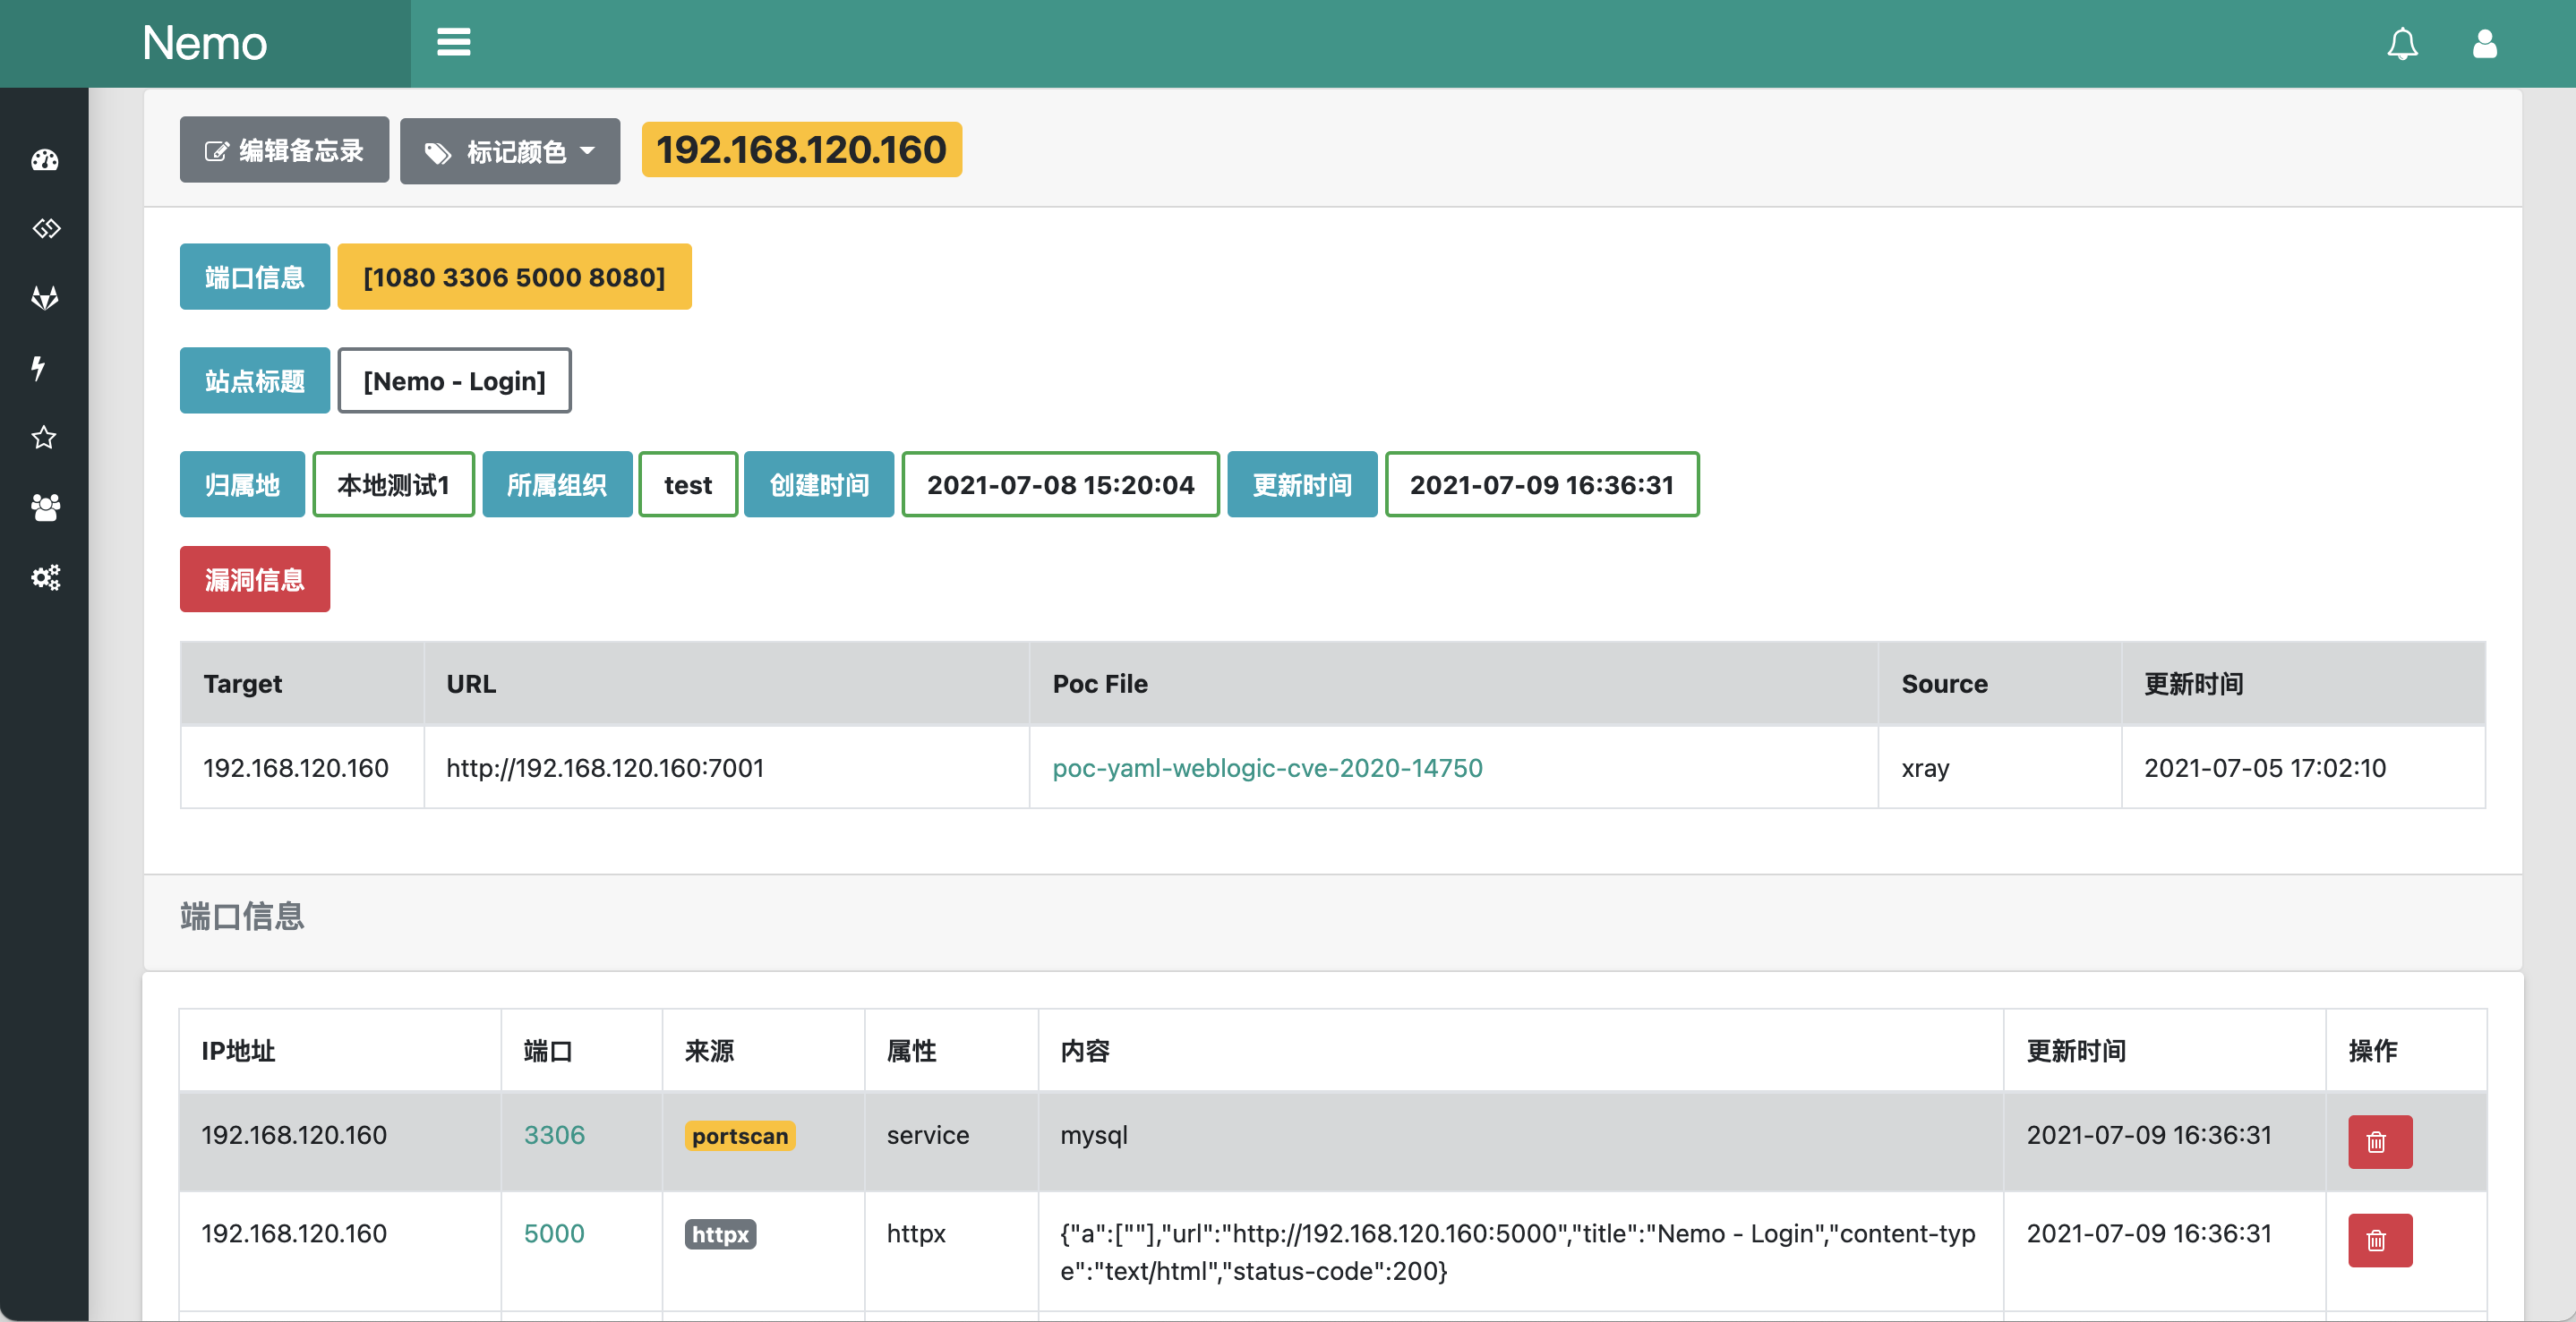 Nemo
编辑备忘录 标记颜色 192.168.120.160
端口信息 [1080 3306 5000 8080]
站点标题 [Nemo - Login]
归属地 本地测试1 所属组织 test 创建时间 2021-07-08 15:20:04 更新时间 2021-07-09 16:36:31
漏洞信息
Target URL Poc File Source 更新时间
192.168.120.160 http://192.168.120.160:7001 poc-yaml-weblogic-cve-2020-14750 xray 2021-07-05 17:02:10
端口信息
IP地址 端口 来源 属性 内容 更新时间 操作
192.168.120.160 3306 portscan service mysql 2021-07-09 16:36:31
192.168.120.160 5000 httpx httpx {"a":[""],"url":"http://192.168.120.160:5000","title":"Nemo - Login","content-typ 2021-07-09 16:36:31
e":"text/html","status-code":200}